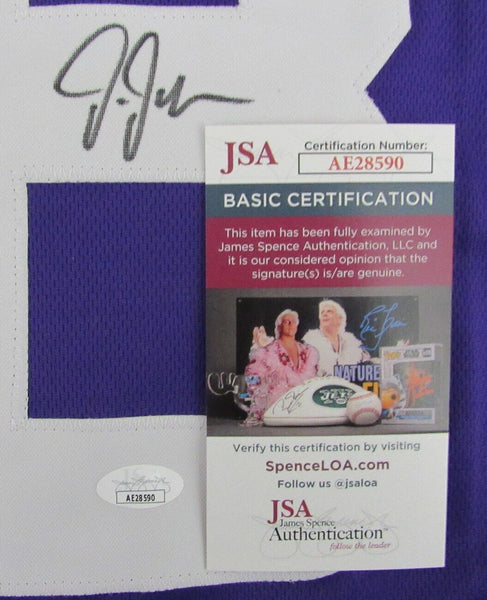 J. Je
JSA
Certification Number:
AE28590
BASIC CERTIFICATION
This item has been fully examined by
James Spence Authentication, LLC and
it is our considered opinion that the
signature(s) is/are genuine.
NATURE
JETS
Verify this certification by visiting
SpenceLOA.com
Follow us @jsaloa
JSA
James Spence
Authentication
follow the leader
AE28590